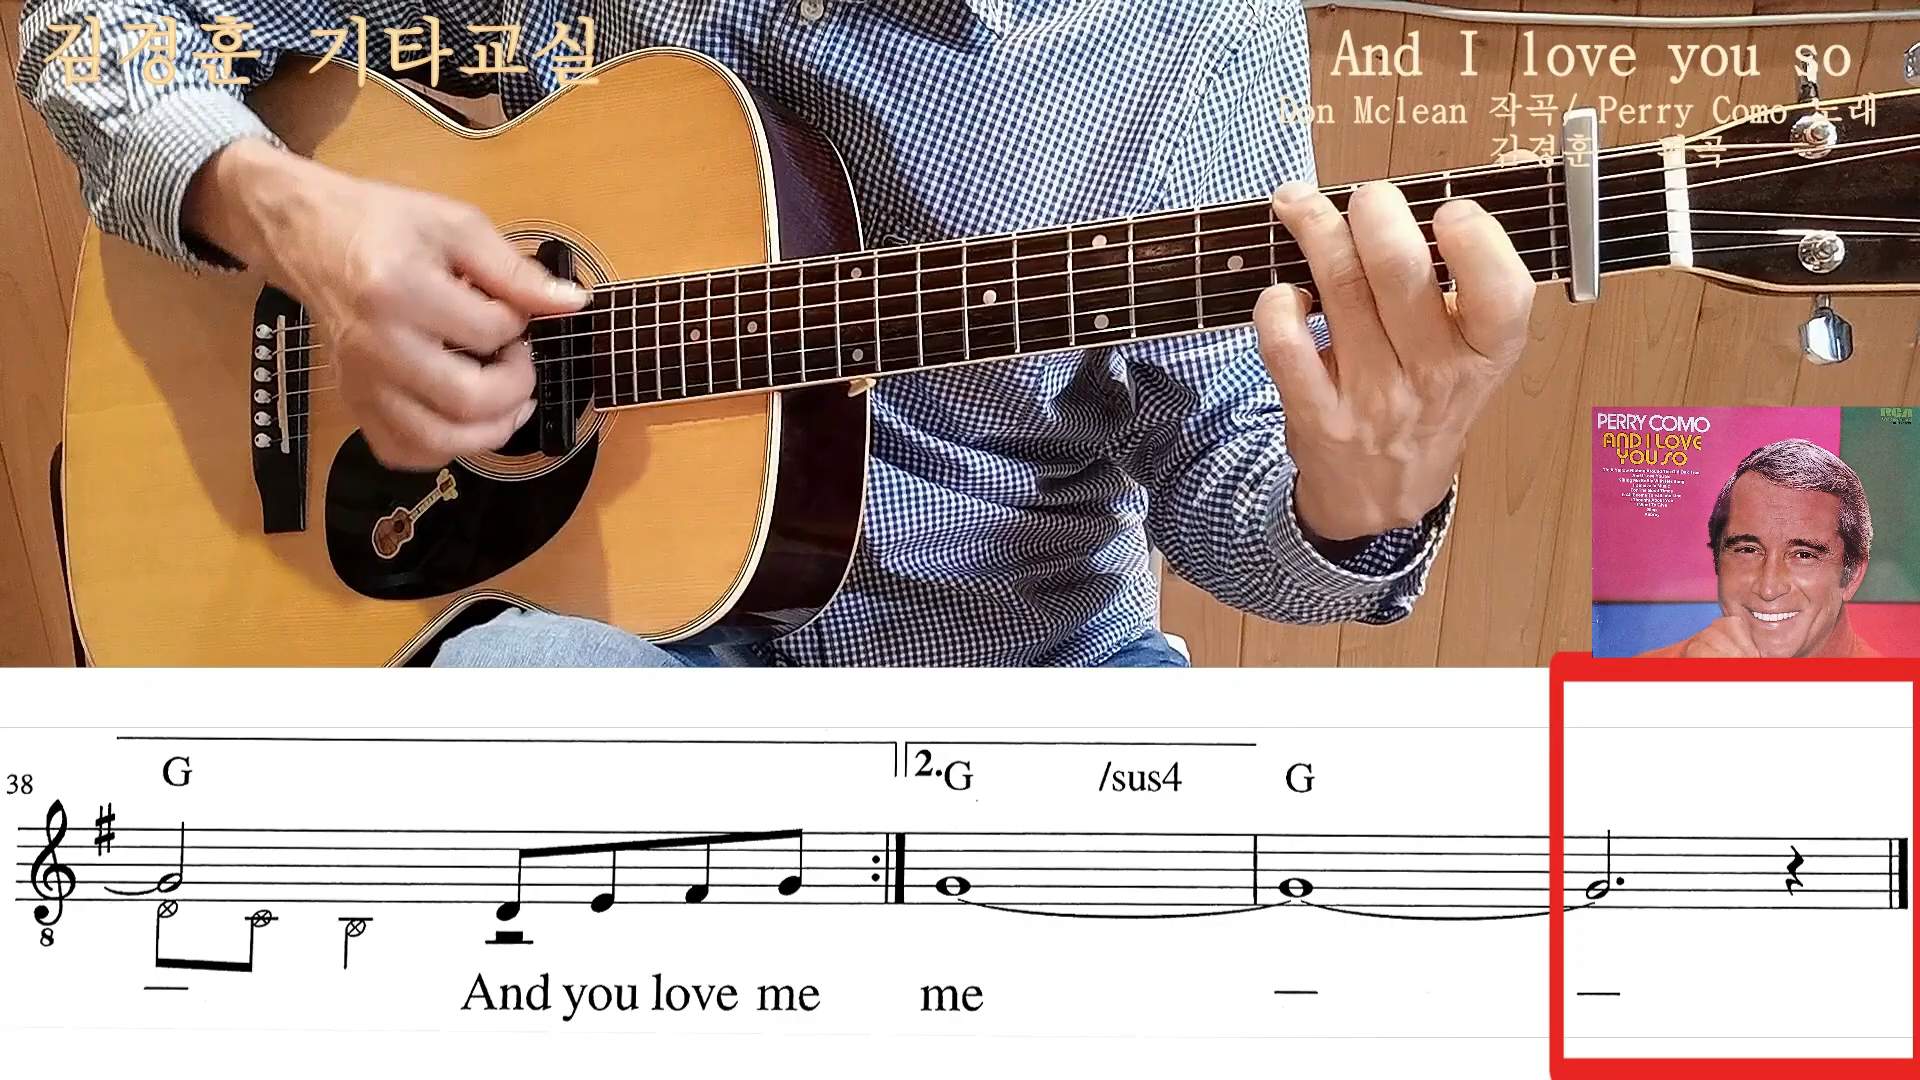 김경훈 기타교실
And I love you so
Don Mclean 작곡/ Perry Como 노래
김경훈 편곡
PERRY COMO
AND I LOVE
YOU SO
RCA
G
2.G /sus4 G
38
8
And you love me me